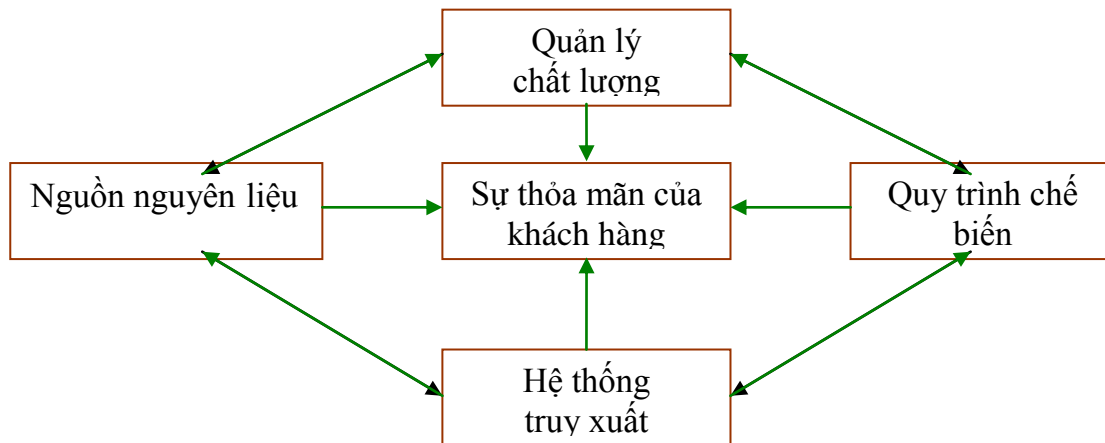 Quản lý
chất lượng
Nguồn nguyên liệu
Sự thỏa mãn của
khách hàng
Quy trình chế
biến
Hệ thống
truy xuất